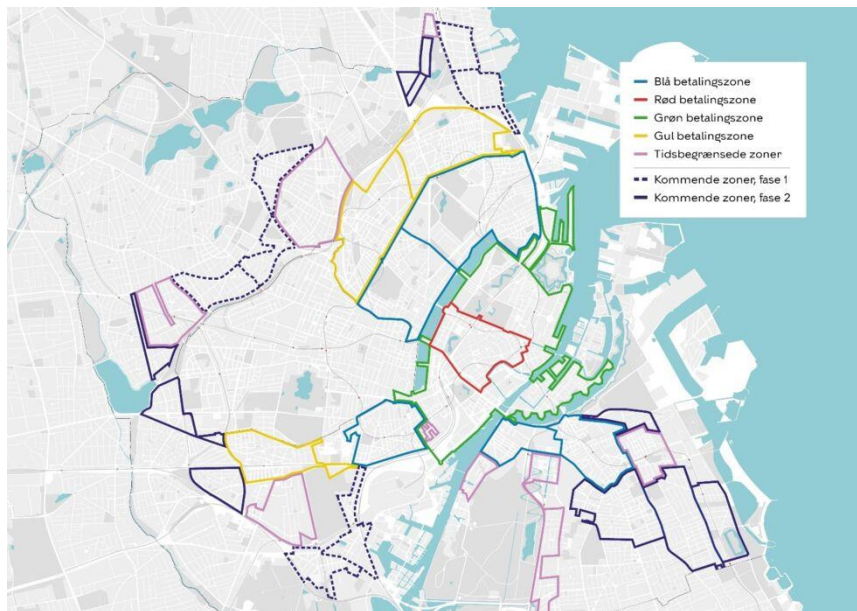 Blå betalingszone
Rød betalingszone
Grøn betalingszone
Gul betalingszone
Tidsbegrænsede zoner
Kommende zoner, fase 1
Kommende zoner, fase 2